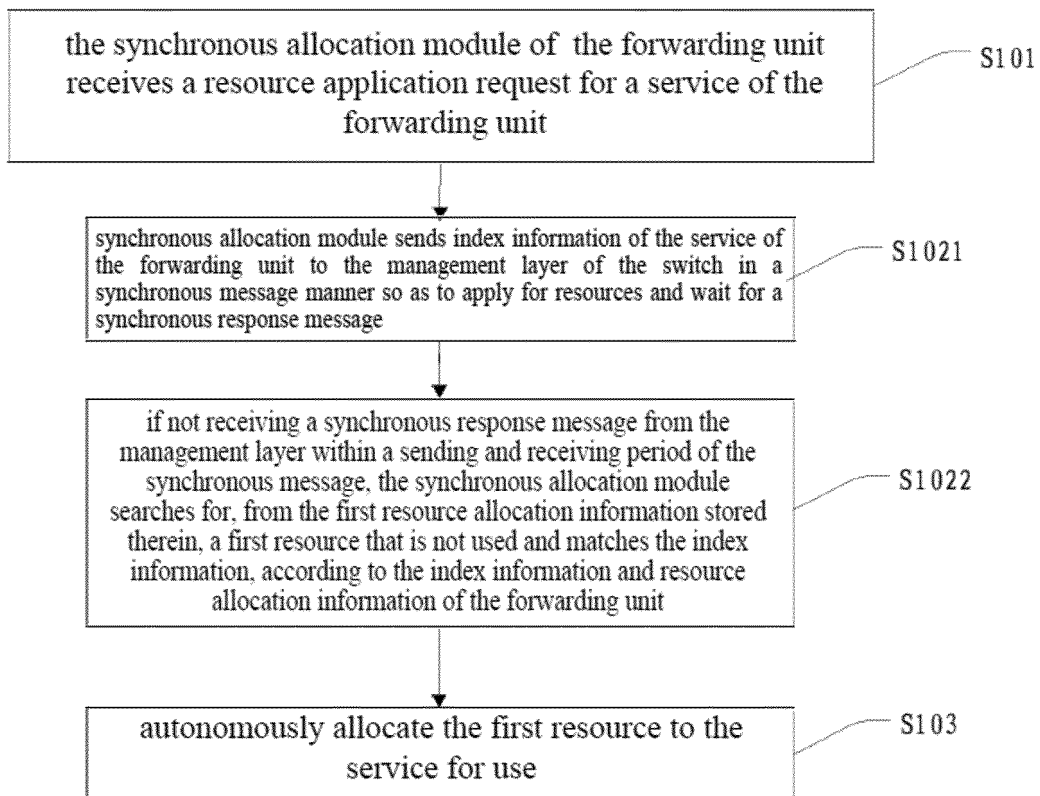 the synchronous allocation module of the forwarding unit
receives a resource application request for a service of the
forwarding unit
S101
synchronous allocation module sends index information of the service of
the forwarding unit to the management layer of the switch in a
synchronous message manner so as to apply for resources and wait for a
synchronous response message
S1021
if not receiving a synchronous response message from the
management layer within a sending and receiving period of the
synchronous message, the synchronous allocation module
searches for, from the first resource allocation information stored
therein, a first resource that is not used and matches the index
information, according to the index information and resource
allocation information of the forwarding unit
S1022
autonomously allocate the first resource to the
service for use
S103